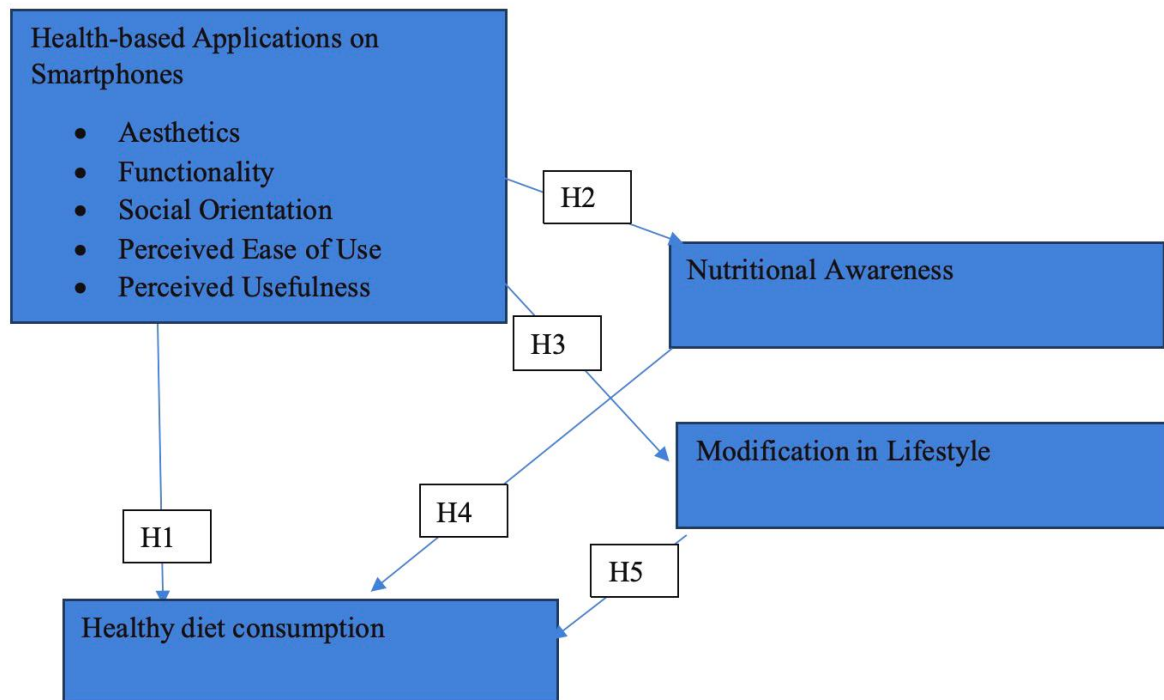 Health-based Applications on
Smartphones
• Aesthetics
• Functionality
• Social Orientation
• Perceived Ease of Use
• Perceived Usefulness
H2
Nutritional Awareness
H3
Modification in Lifestyle
H4
H1
H5
Healthy diet consumption